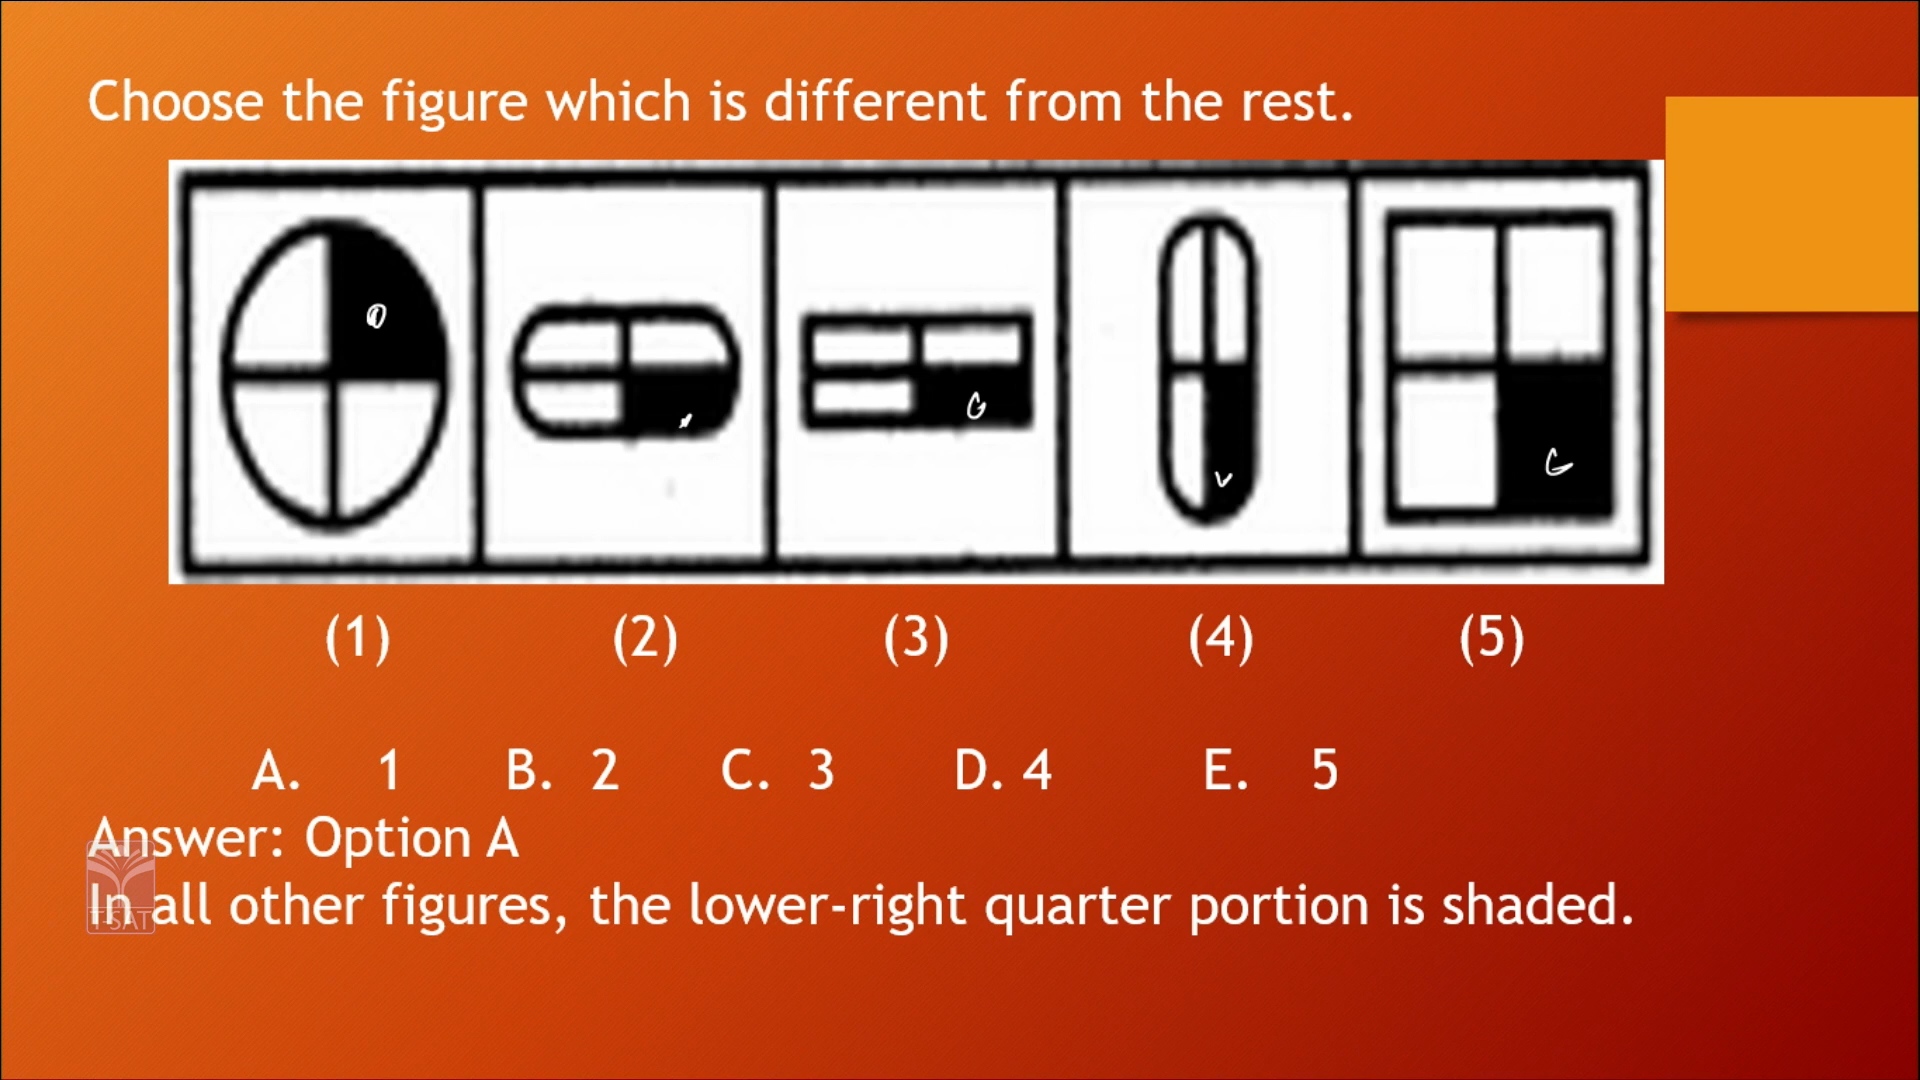 Choose the figure which is different from the rest.
(1) (2) (3) (4) (5)
A. 1 B. 2 C. 3 D. 4 E. 5
Answer: Option A
In all other figures, the lower-right quarter portion is shaded.
T-SAT